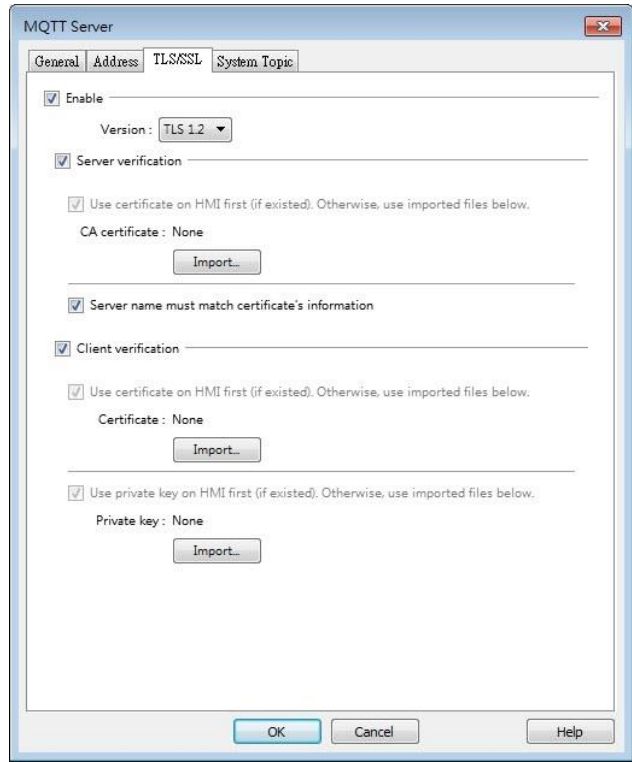 MQTT Server
General Address TLS/SSL System Topic
Enable
Version : TLS 1.2
Server verification
Use certificate on HMI first (if existed). Otherwise, use imported files below.
CA certificate : None
Import...
Server name must match certificate's information
Client verification
Use certificate on HMI first (if existed). Otherwise, use imported files below.
Certificate : None
Import...
Use private key on HMI first (if existed). Otherwise, use imported files below.
Private key : None
Import...
OK Cancel Help